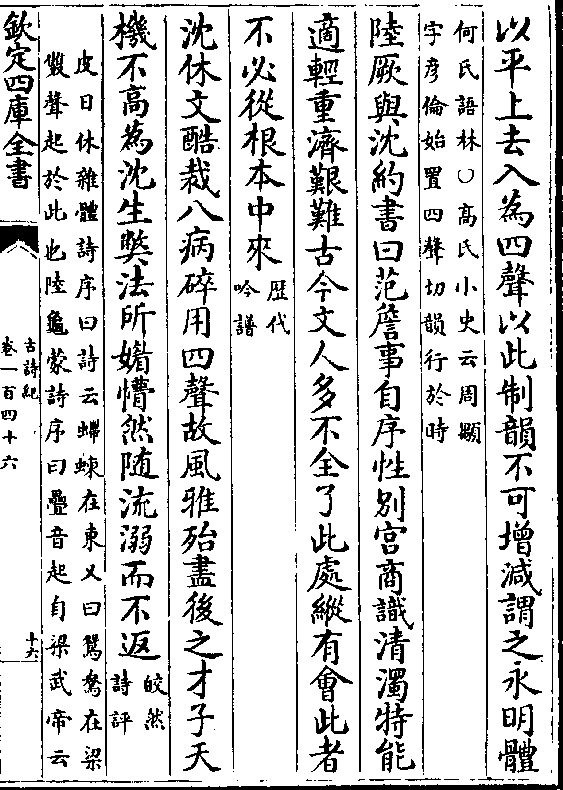 以平上去入為四聲以此制韻不可增減謂之永明體
何氏語林○高氏小史云周顒
字彥倫始置四聲切韻行於時
陸厥與沈約書曰范詹事自序性別宮商識清濁特能
適輕重濟艱難古今文人多不全了此處縱有會此者
不必從根本中來
歷代
吟譜
沈休文酷裁八病碎用四聲故風雅殆盡後之才子天
機不高為沈生獘法所媚懵然随流溺而不返
皎然
詩評
皮日休雜體詩序曰詩云蝃蝀在東又曰鴛鴦在梁
雙聲起於此也陸龜蒙詩序曰疊音起自梁武帝云
欽定四庫全書
古詩紀
卷一百四十六
十六